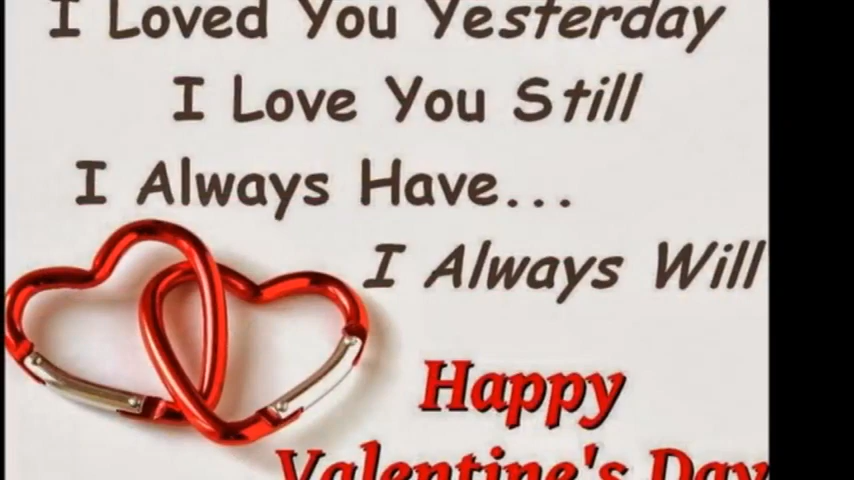 I Loved You Yesterday
I Love You Still
I Always Have...
I Always Will
Happy
Valentine's Day